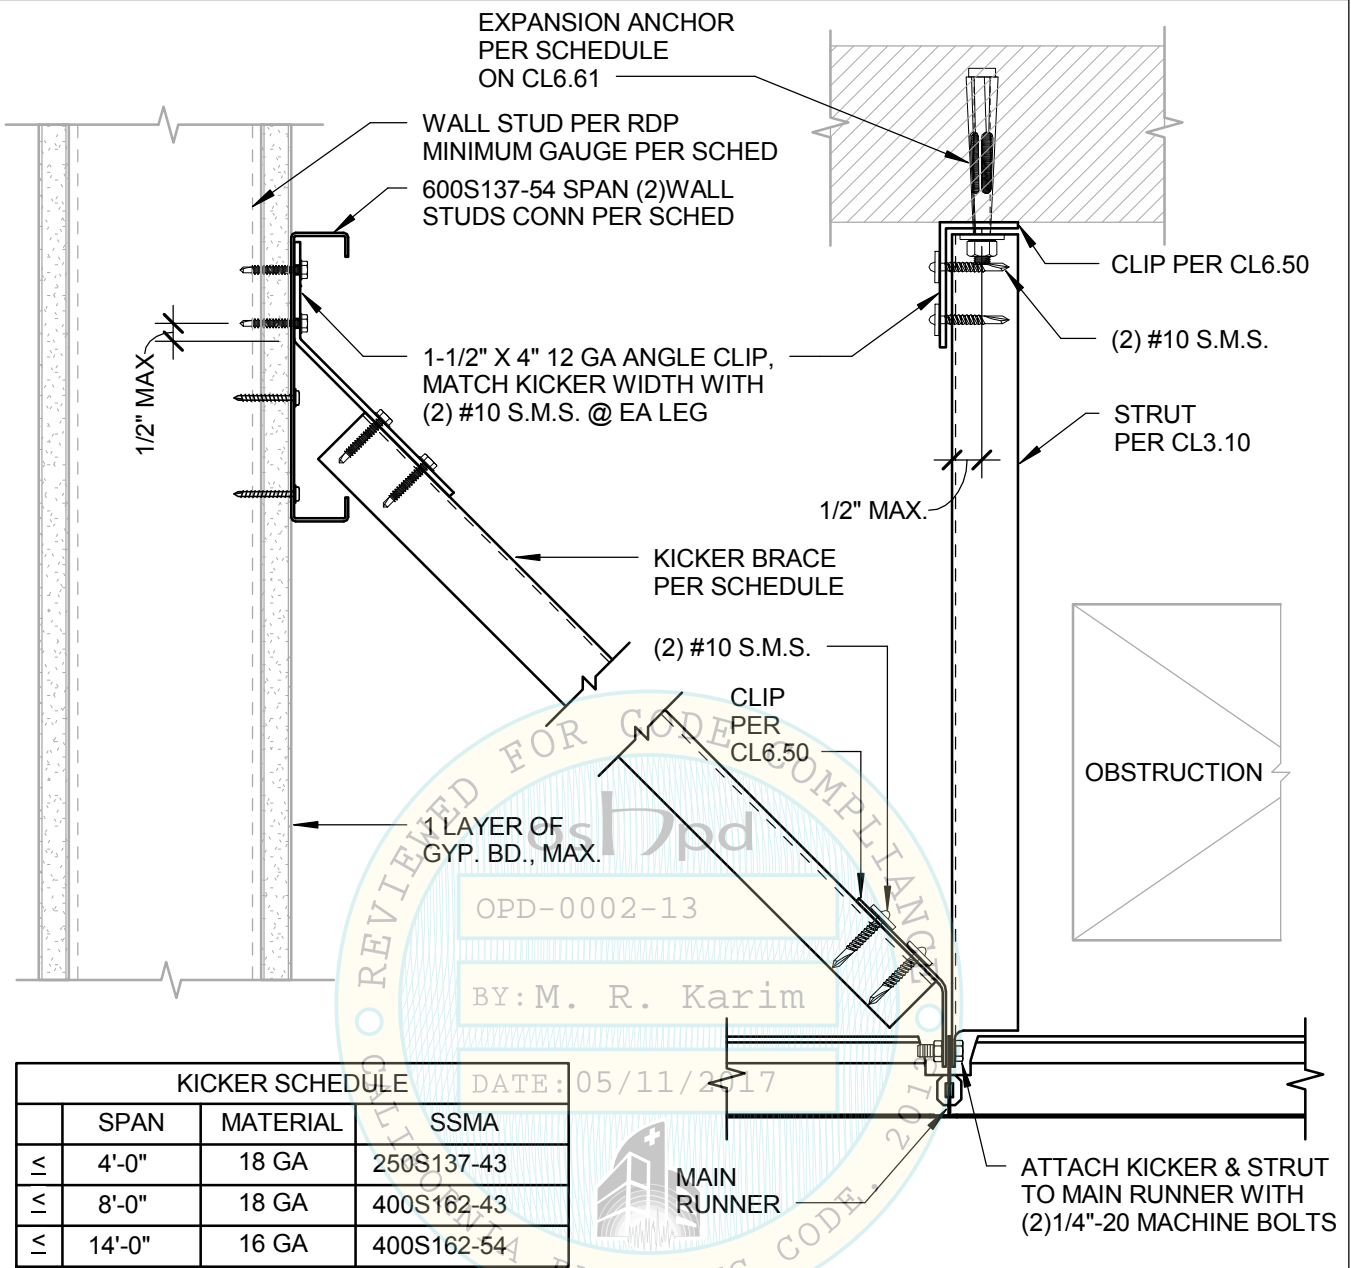 EXPANSION ANCHOR
PER SCHEDULE
ON CL6.61
WALL STUD PER RDP
MINIMUM GAUGE PER SCHED
600S137-54 SPAN (2)WALL
STUDS CONN PER SCHED
CLIP PER CL6.50
(2) #10 S.M.S.
1/2" MAX
1-1/2" X 4" 12 GA ANGLE CLIP,
MATCH KICKER WIDTH WITH
(2) #10 S.M.S. @ EA LEG
STRUT
PER CL3.10
1/2" MAX.
KICKER BRACE
PER SCHEDULE
(2) #10 S.M.S.
CLIP
PER
CL6.50
OBSTRUCTION
1 LAYER OF
GYP. BD., MAX.
REVIEWED FOR CODE COMPLIANCE
oshpd
OPD-0002-13
BY: M. R. Karim
DATE: 05/11/2017
CALIFORNIA CODE, 2013
KICKER SCHEDULE
SPAN MATERIAL SSMA
≤ 4'-0" 18 GA 250S137-43
≤ 8'-0" 18 GA 400S162-43
≤ 14'-0" 16 GA 400S162-54
MAIN
RUNNER
ATTACH KICKER & STRUT
TO MAIN RUNNER WITH
(2)1/4"-20 MACHINE BOLTS